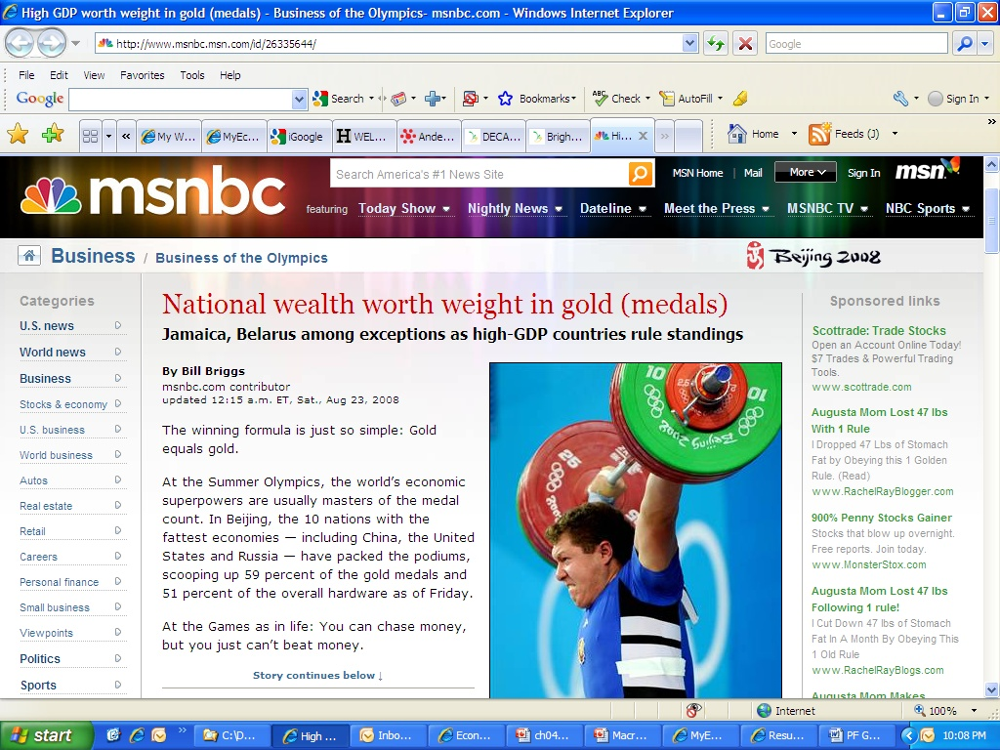 High GDP worth weight in gold (medals) - Business of the Olympics- msnbc.com - Windows Internet Explorer
http://www.msnbc.msn.com/id/26335644/
Google
File Edit View Favorites Tools Help
Google Search Bookmarks Check AutoFill Sign In
My W... MyEc... iGoogle WEL... Ande... DECA... Brigh... Hi... Home Feeds (J)
msnbc
Search America's #1 News Site
MSN Home | Mail More Sign In msn
featuring Today Show Nightly News Dateline Meet the Press MSNBC TV NBC Sports
Business / Business of the Olympics
Beijing 2008
Categories
U.S. news
World news
Business
Stocks & economy
U.S. business
World business
Autos
Real estate
Retail
Careers
Personal finance
Small business
Viewpoints
Politics
Sports
National wealth worth weight in gold (medals)
Jamaica, Belarus among exceptions as high-GDP countries rule standings
By Bill Briggs
msnbc.com contributor
updated 12:15 a.m. ET, Sat., Aug 23, 2008
The winning formula is just so simple: Gold
equals gold.
At the Summer Olympics, the world's economic
superpowers are usually masters of the medal
count. In Beijing, the 10 nations with the
fattest economies — including China, the United
States and Russia — have packed the podiums,
scooping up 59 percent of the gold medals and
51 percent of the overall hardware as of Friday.
At the Games as in life: You can chase money,
but you just can't beat money.
Story continues below ↓
10
10
Beijing 2008
25
Sponsored links
Scottrade: Trade Stocks
Open an Account Online Today!
$7 Trades & Powerful Trading
Tools.
www.scottrade.com
Augusta Mom Lost 47 lbs
With 1 Rule
I Dropped 47 Lbs of Stomach
Fat by Obeying this 1 Golden
Rule. (Read)
www.RachelRayBlogger.com
900% Penny Stocks Gainer
Stocks that blow up overnight.
Free reports. Join today.
www.MonsterStox.com
Augusta Mom Lost 47 lbs
Following 1 rule!
I Cut Down 47 lbs of Stomach
Fat In A Month By Obeying This
1 Old Rule
www.RachelRayBlogs.com
Augusta Mom Makes
Internet 100%
start C:\D... High ... Inbo... Econ... ch04... Macr... MyE... Resu... PF G... 10:08 PM